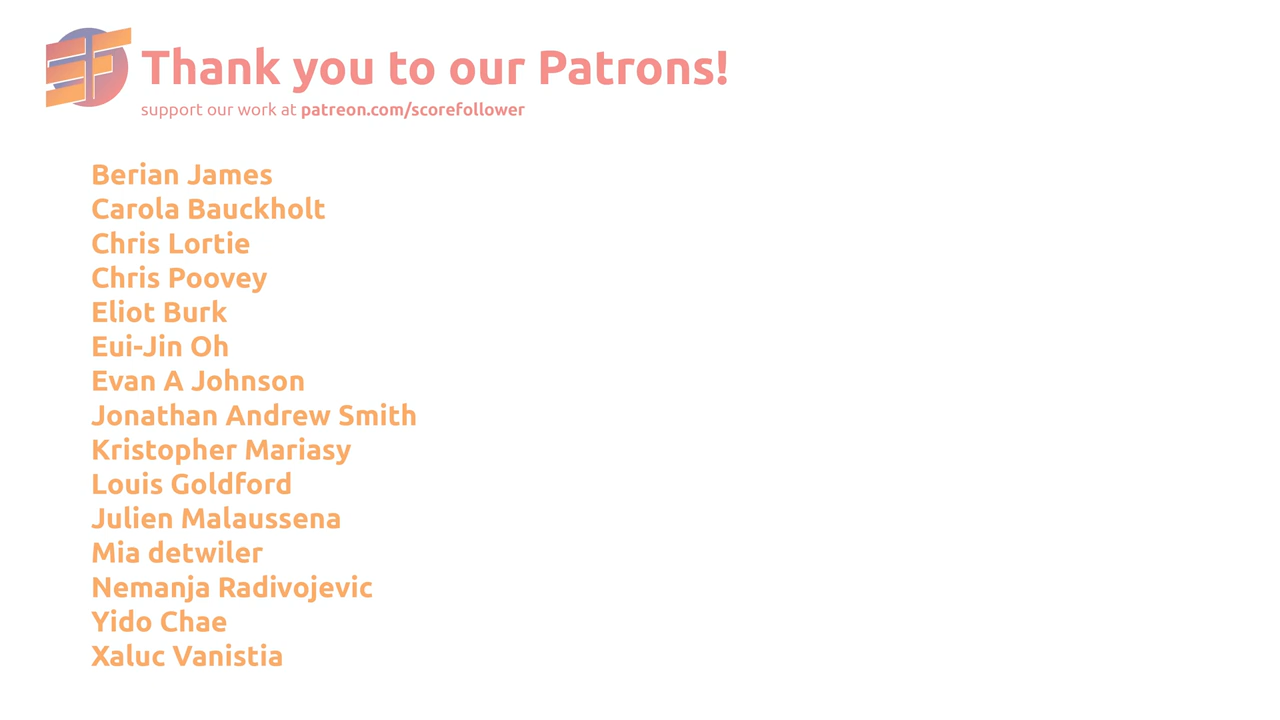 Thank you to our Patrons!
support our work at patreon.com/scorefollower
Berian James
Carola Bauckholt
Chris Lortie
Chris Poovey
Eliot Burk
Eui-Jin Oh
Evan A Johnson
Jonathan Andrew Smith
Kristopher Mariasy
Louis Goldford
Julien Malaussena
Mia detwiler
Nemanja Radivojevic
Yido Chae
Xaluc Vanistia